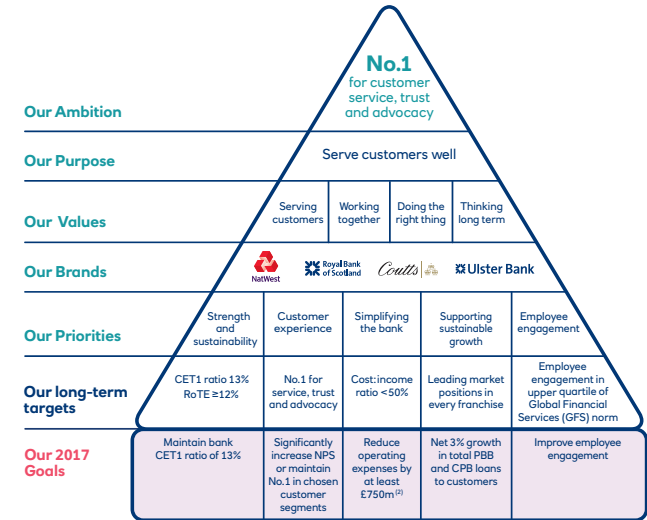 No.1
for customer
service, trust
and advocacy
Our Ambition
Our Purpose
Serve customers well
Our Values
Serving
customers
Working
together
Doing the
right thing
Thinking
long term
Our Brands
NatWest
Royal Bank
of Scotland
Coutts
Ulster Bank
Our Priorities
Strength
and
sustainability
Customer
experience
Simplifying
the bank
Supporting
sustainable
growth
Employee
engagement
Our long-term
targets
CET1 ratio 13%
RoTE ≥12%
No.1 for
service, trust
and advocacy
Cost:income
ratio <50%
Leading market
positions in
every franchise
Employee
engagement in
upper quartile of
Global Financial
Services (GFS) norm
Our 2017
Goals
Maintain bank
CET1 ratio of 13%
Significantly
increase NPS
or maintain
No.1 in chosen
customer
segments
Reduce
operating
expenses by
at least
£750m(2)
Net 3% growth
in total PBB
and CPB loans
to customers
Improve employee
engagement